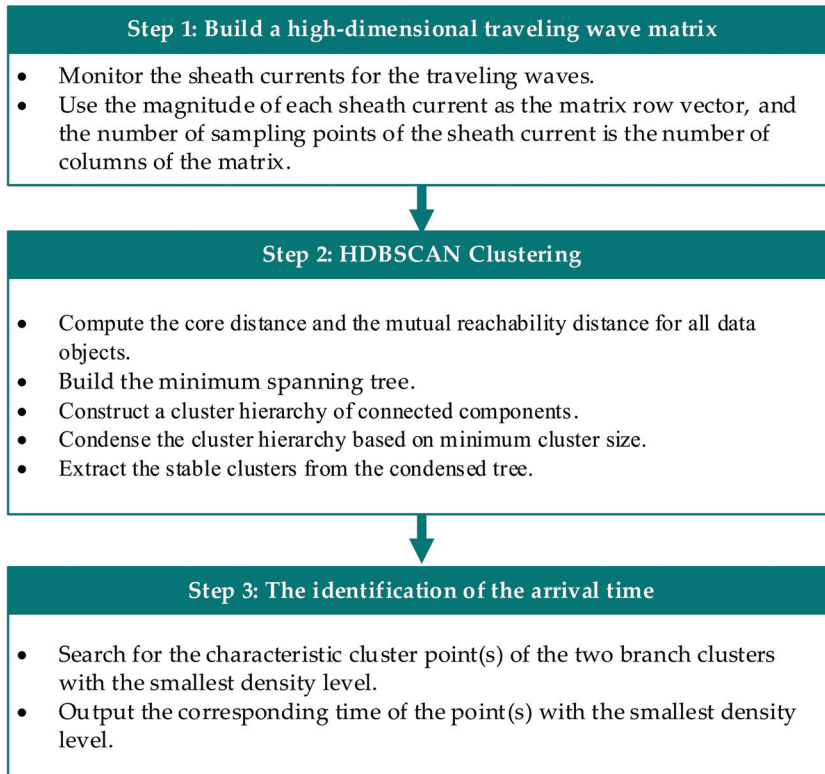 Step 1: Build a high-dimensional traveling wave matrix
• Monitor the sheath currents for the traveling waves.
• Use the magnitude of each sheath current as the matrix row vector, and
the number of sampling points of the sheath current is the number of
columns of the matrix.
Step 2: HDBSCAN Clustering
• Compute the core distance and the mutual reachability distance for all data
objects.
• Build the minimum spanning tree.
• Construct a cluster hierarchy of connected components.
• Condense the cluster hierarchy based on minimum cluster size.
• Extract the stable clusters from the condensed tree.
Step 3: The identification of the arrival time
• Search for the characteristic cluster point(s) of the two branch clusters
with the smallest density level.
• Output the corresponding time of the point(s) with the smallest density
level.